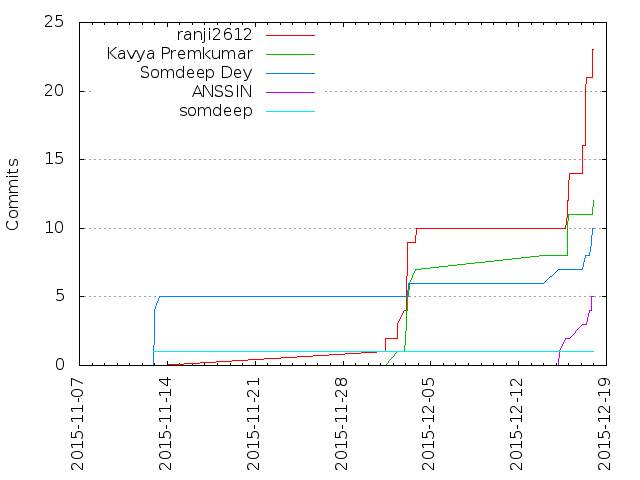 25
20
15
10
5
0
Commits
ranji2612
Kavya Premkumar
Somdeep Dey
ANSSIN
somdeep
2015-11-07
2015-11-14
2015-11-21
2015-11-28
2015-12-05
2015-12-12
2015-12-19